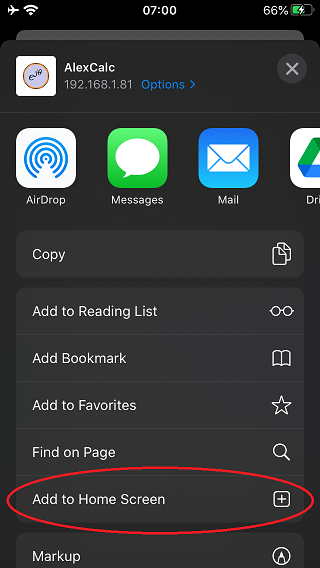 07:00
66%
AlexCalc
192.168.1.81 Options >
AirDrop
Messages
Mail
Dri
Copy
Add to Reading List
Add Bookmark
Add to Favorites
Find on Page
Add to Home Screen
Markup